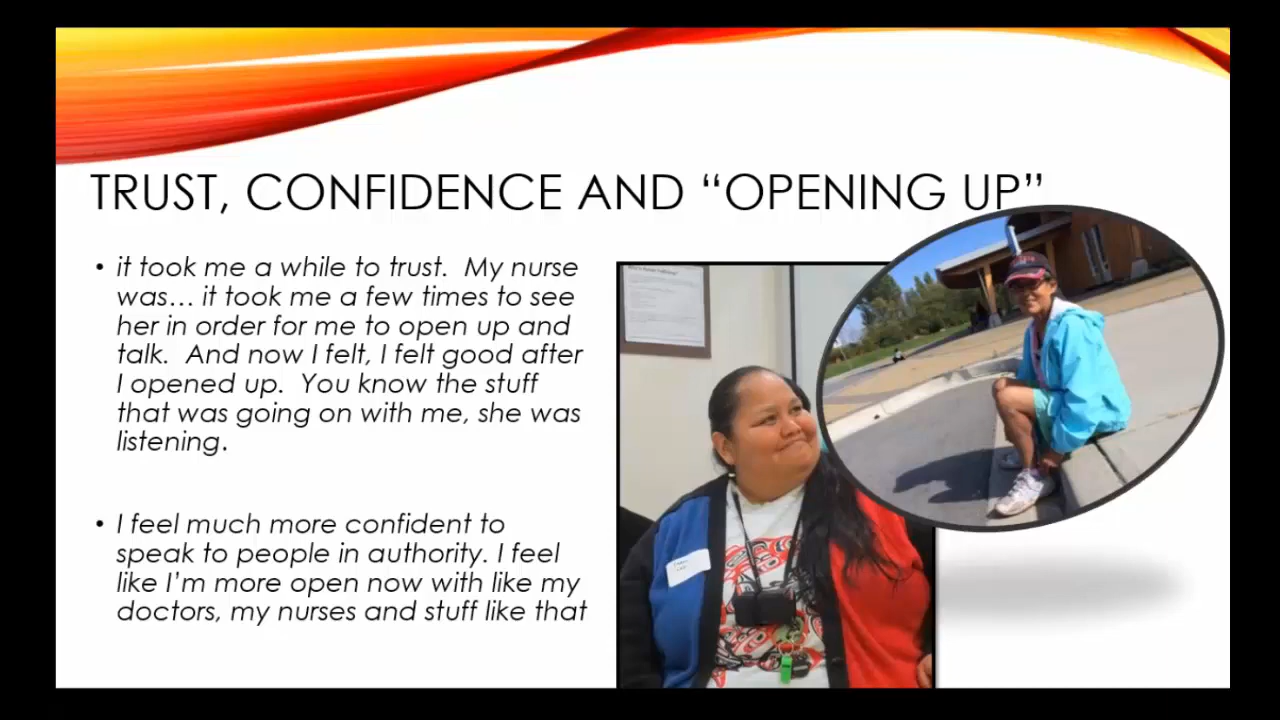 TRUST, CONFIDENCE AND “OPENING UP”
• it took me a while to trust.  My nurse
was… it took me a few times to see
her in order for me to open up and
talk.  And now I felt, I felt good after
I opened up.  You know the stuff
that was going on with me, she was
listening.
• I feel much more confident to
speak to people in authority. I feel
like I’m more open now with like my
doctors, my nurses and stuff like that